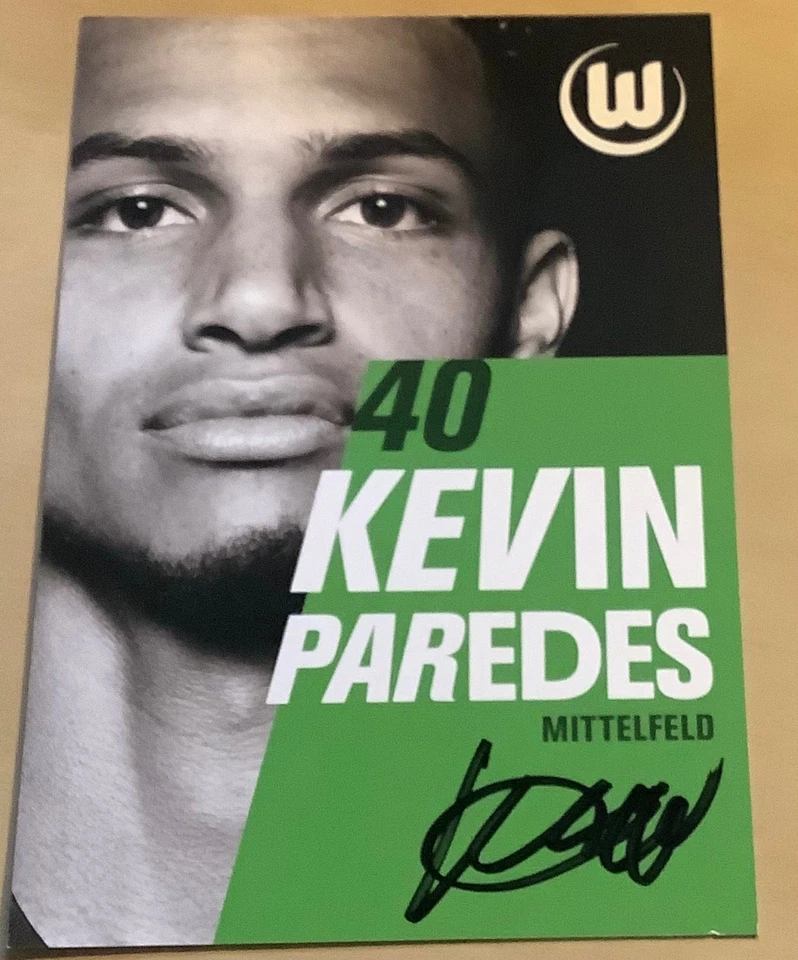 W
40
KEVIN
PAREDES
MITTELFELD